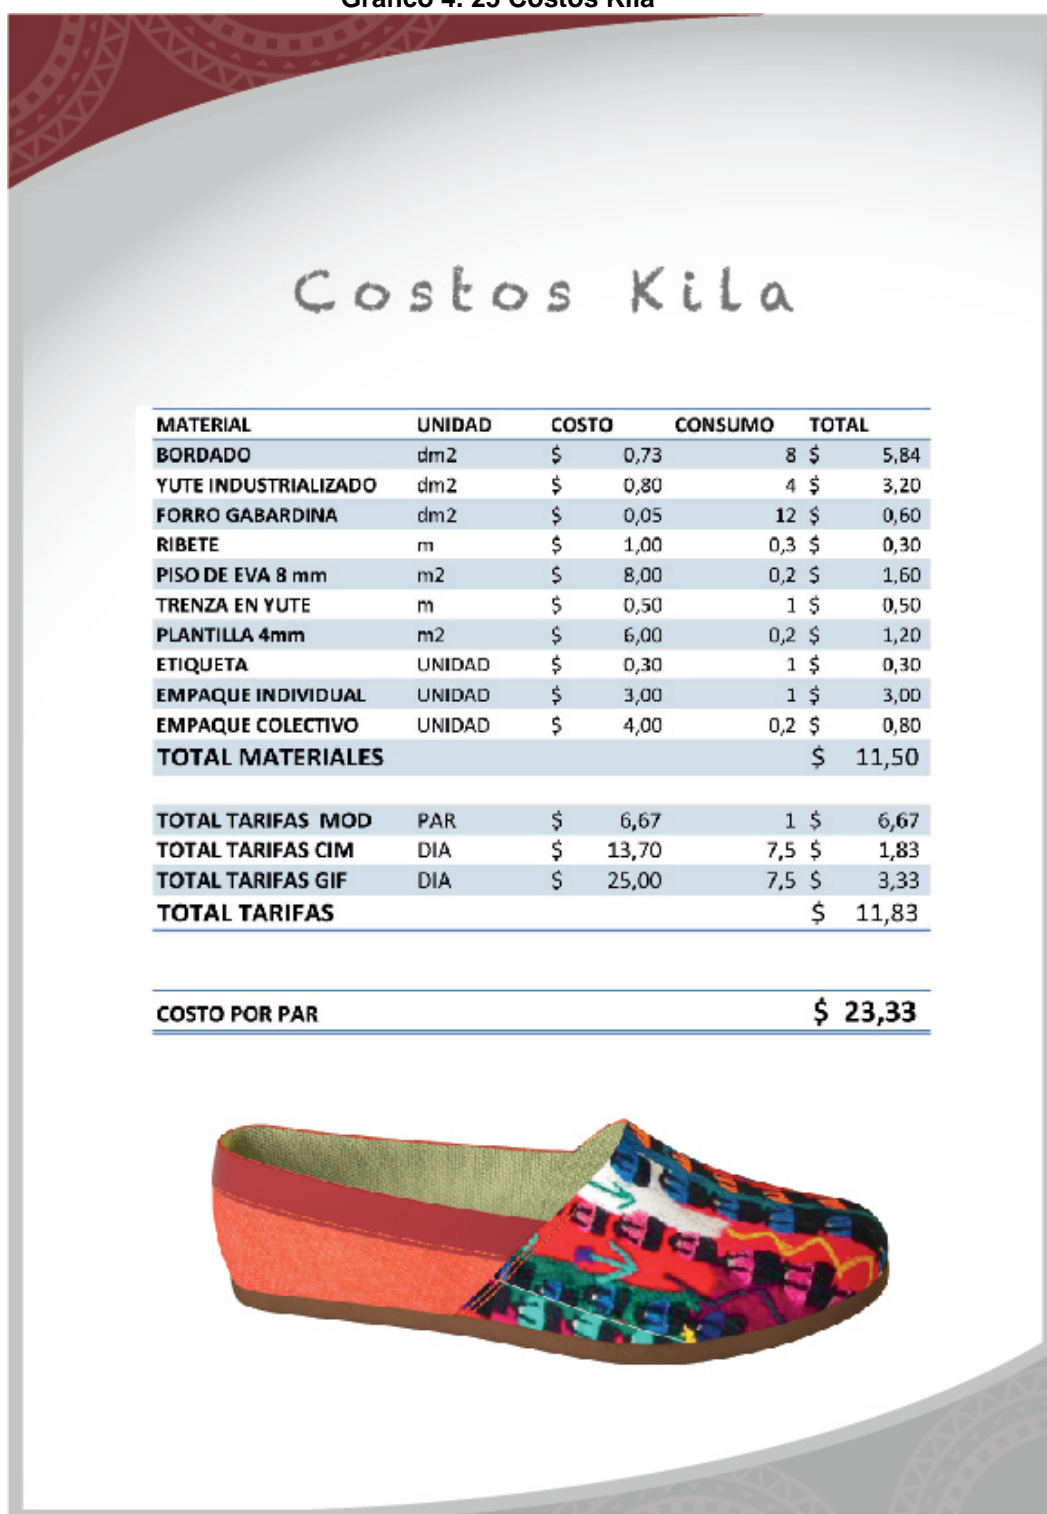 Gráfico 4. 25 Costos Kila
Costos Kila
MATERIAL UNIDAD COSTO CONSUMO TOTAL
BORDADO dm2 $ 0,73 8 $ 5,84
YUTE INDUSTRIALIZADO dm2 $ 0,80 4 $ 3,20
FORRO GABARDINA dm2 $ 0,05 12 $ 0,60
RIBETE m $ 1,00 0,3 $ 0,30
PISO DE EVA 8 mm m2 $ 8,00 0,2 $ 1,60
TRENZA EN YUTE m $ 0,50 1 $ 0,50
PLANTILLA 4mm m2 $ 6,00 0,2 $ 1,20
ETIQUETA UNIDAD $ 0,30 1 $ 0,30
EMPAQUE INDIVIDUAL UNIDAD $ 3,00 1 $ 3,00
EMPAQUE COLECTIVO UNIDAD $ 4,00 0,2 $ 0,80
TOTAL MATERIALES $ 11,50
TOTAL TARIFAS MOD PAR $ 6,67 1 $ 6,67
TOTAL TARIFAS CIM DIA $ 13,70 7,5 $ 1,83
TOTAL TARIFAS GIF DIA $ 25,00 7,5 $ 3,33
TOTAL TARIFAS $ 11,83
COSTO POR PAR $ 23,33